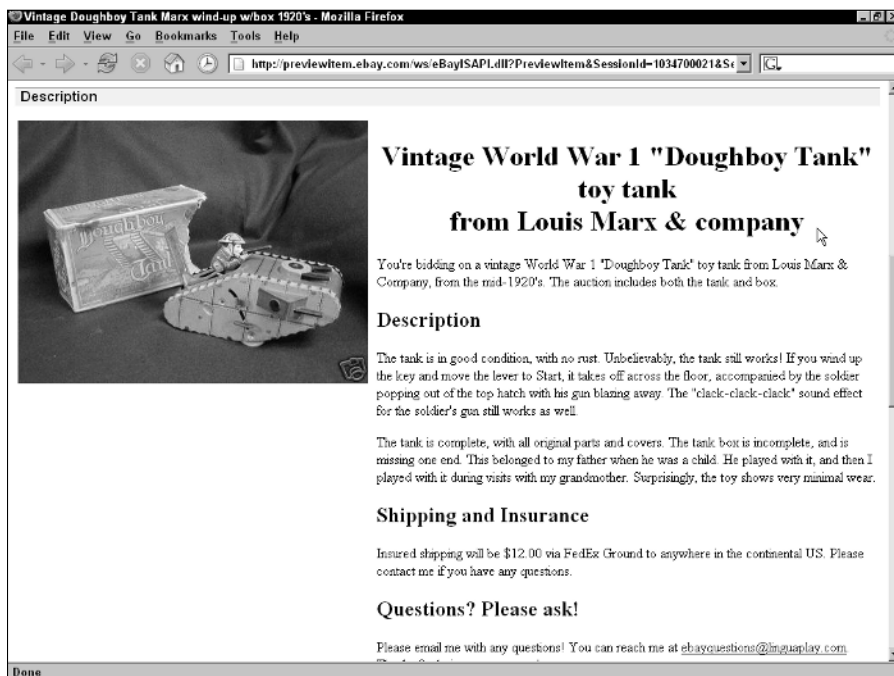 Vintage Doughboy Tank Marx wind-up w/box 1920's - Mozilla Firefox
File Edit View Go Bookmarks Tools Help
http://previewitem.ebay.com/ws/eBayISAPI.dll?PreviewItem&SessionId=1034700021&Se
G
Description
Doughboy
Tank
Vintage World War 1 "Doughboy Tank"
toy tank
from Louis Marx & company
You're bidding on a vintage World War 1 "Doughboy Tank" toy tank from Louis Marx &
Company, from the mid-1920's. The auction includes both the tank and box.
Description
The tank is in good condition, with no rust. Unbelievably, the tank still works! If you wind up
the key and move the lever to Start, it takes off across the floor, accompanied by the soldier
popping out of the top hatch with his gun blazing away. The "clack-clack-clack" sound effect
for the soldier's gun still works as well.
The tank is complete, with all original parts and covers. The tank box is incomplete, and is
missing one end. This belonged to my father when he was a child. He played with it, and then I
played with it during visits with my grandmother. Surprisingly, the toy shows very minimal wear.
Shipping and Insurance
Insured shipping will be $12.00 via FedEx Ground to anywhere in the continental US. Please
contact me if you have any questions.
Questions? Please ask!
Please email me with any questions! You can reach me at ebayquestions@linguaplay.com
Done